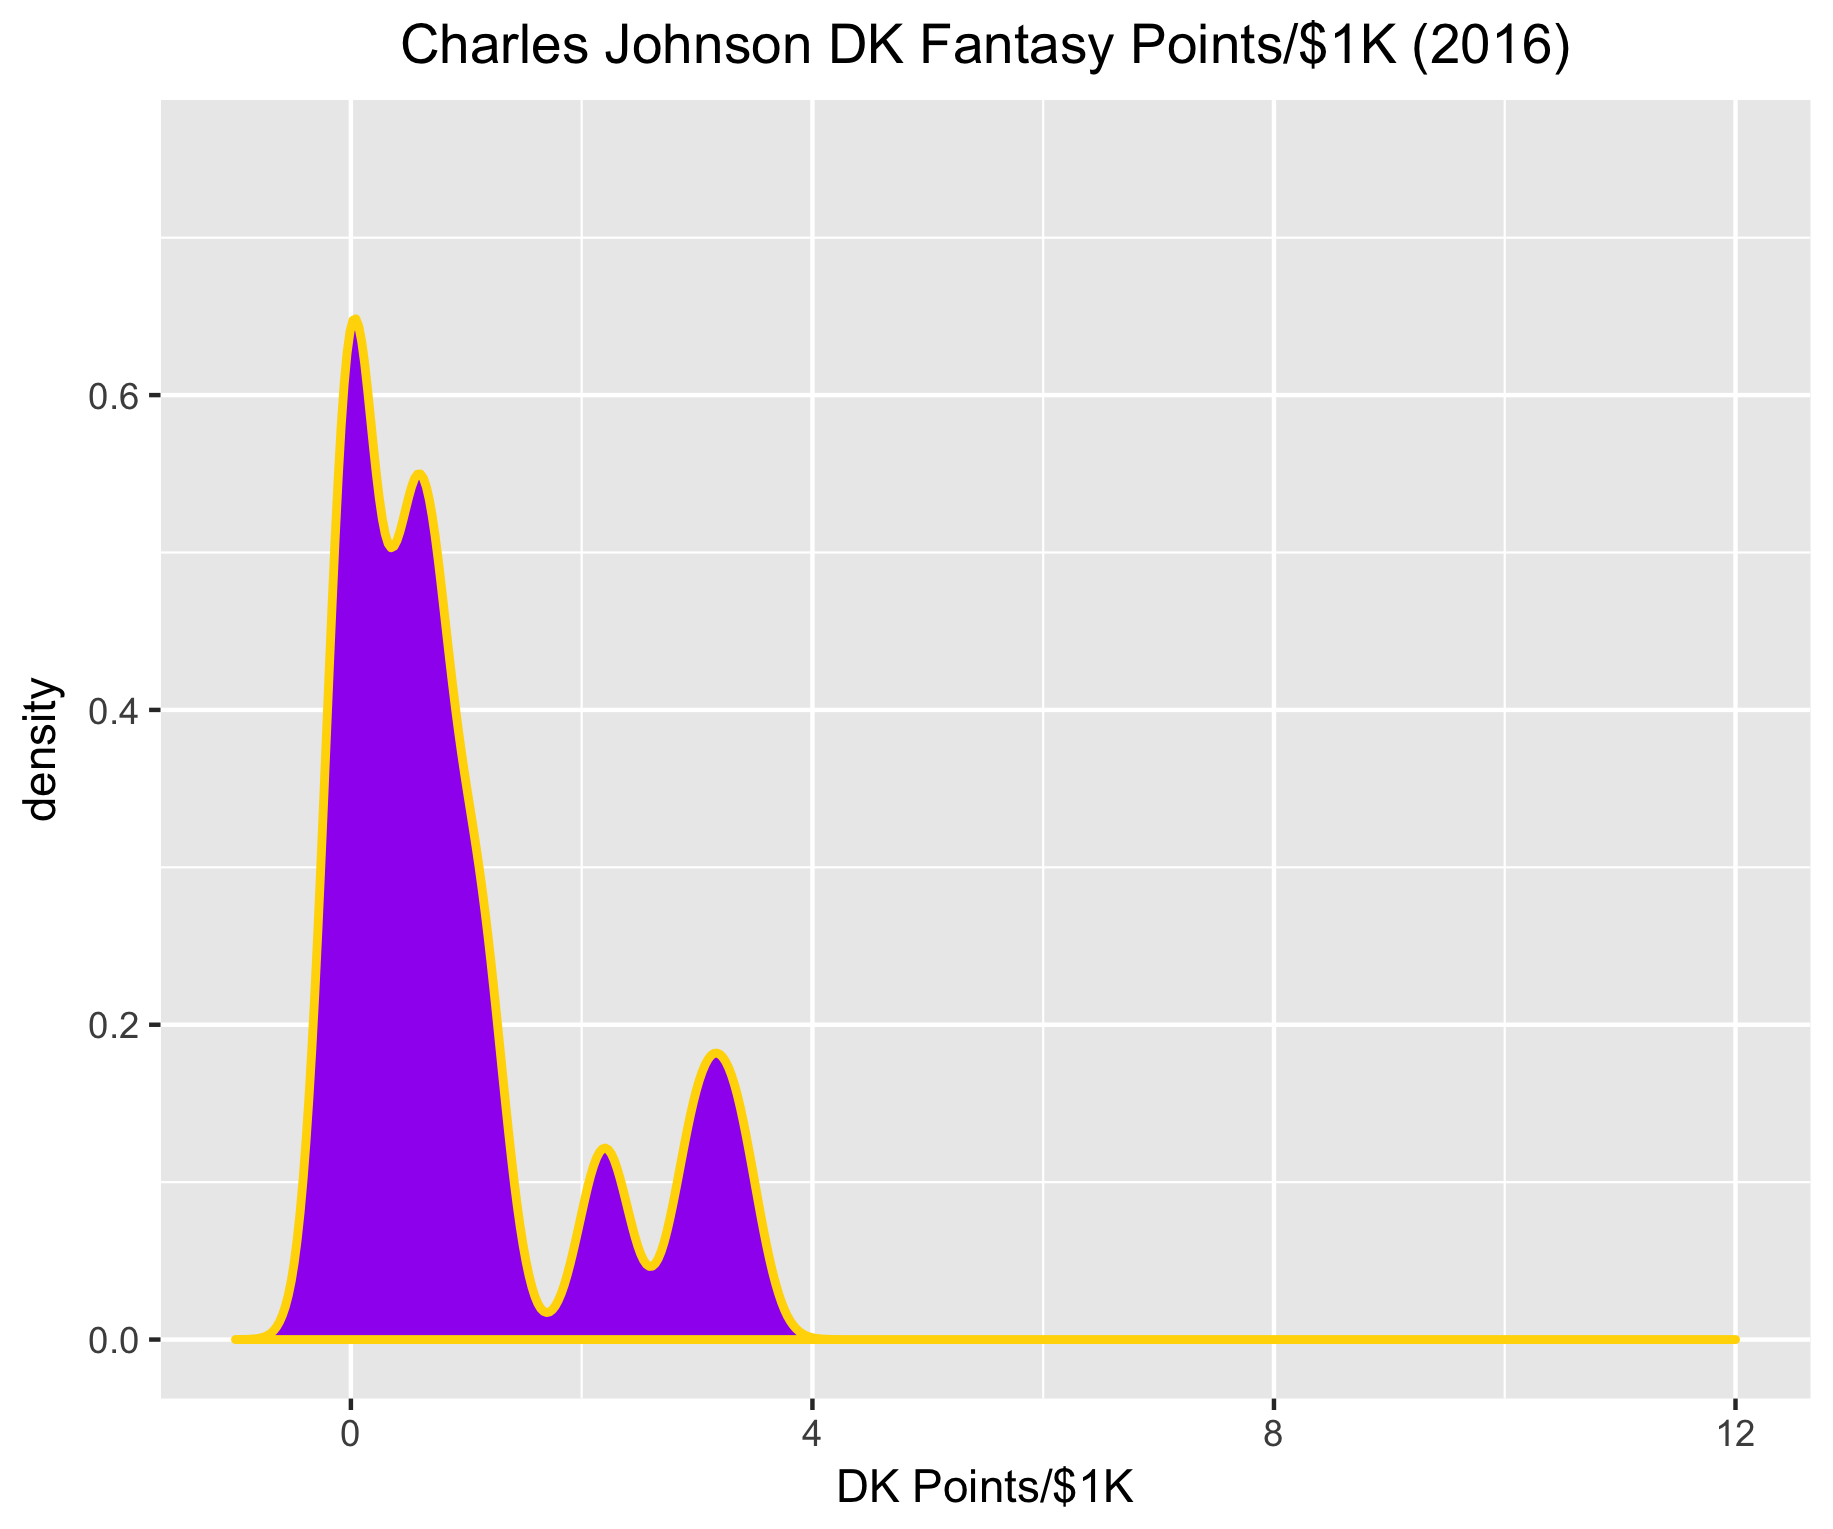 Charles Johnson DK Fantasy Points/$1K (2016)
density
0.6
0.4
0.2
0.0
0 4 8 12
DK Points/$1K